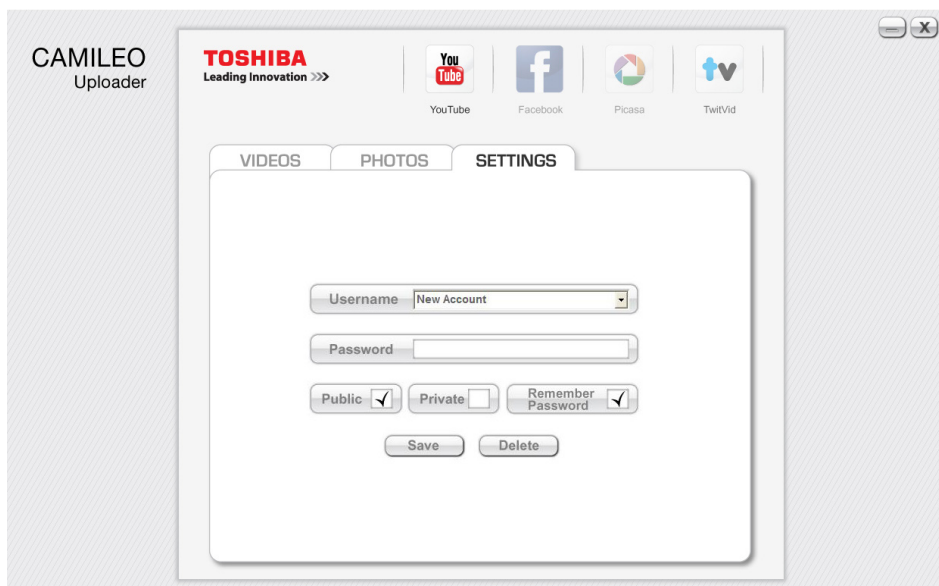 CAMILEO
Uploader
TOSHIBA
Leading Innovation >>>
You
Tube
f
tv
YouTube
Facebook
Picasa
TwitVid
VIDEOS
PHOTOS
SETTINGS
Username
New Account
Password
Public
Private
Remember
Password
Save
Delete
X